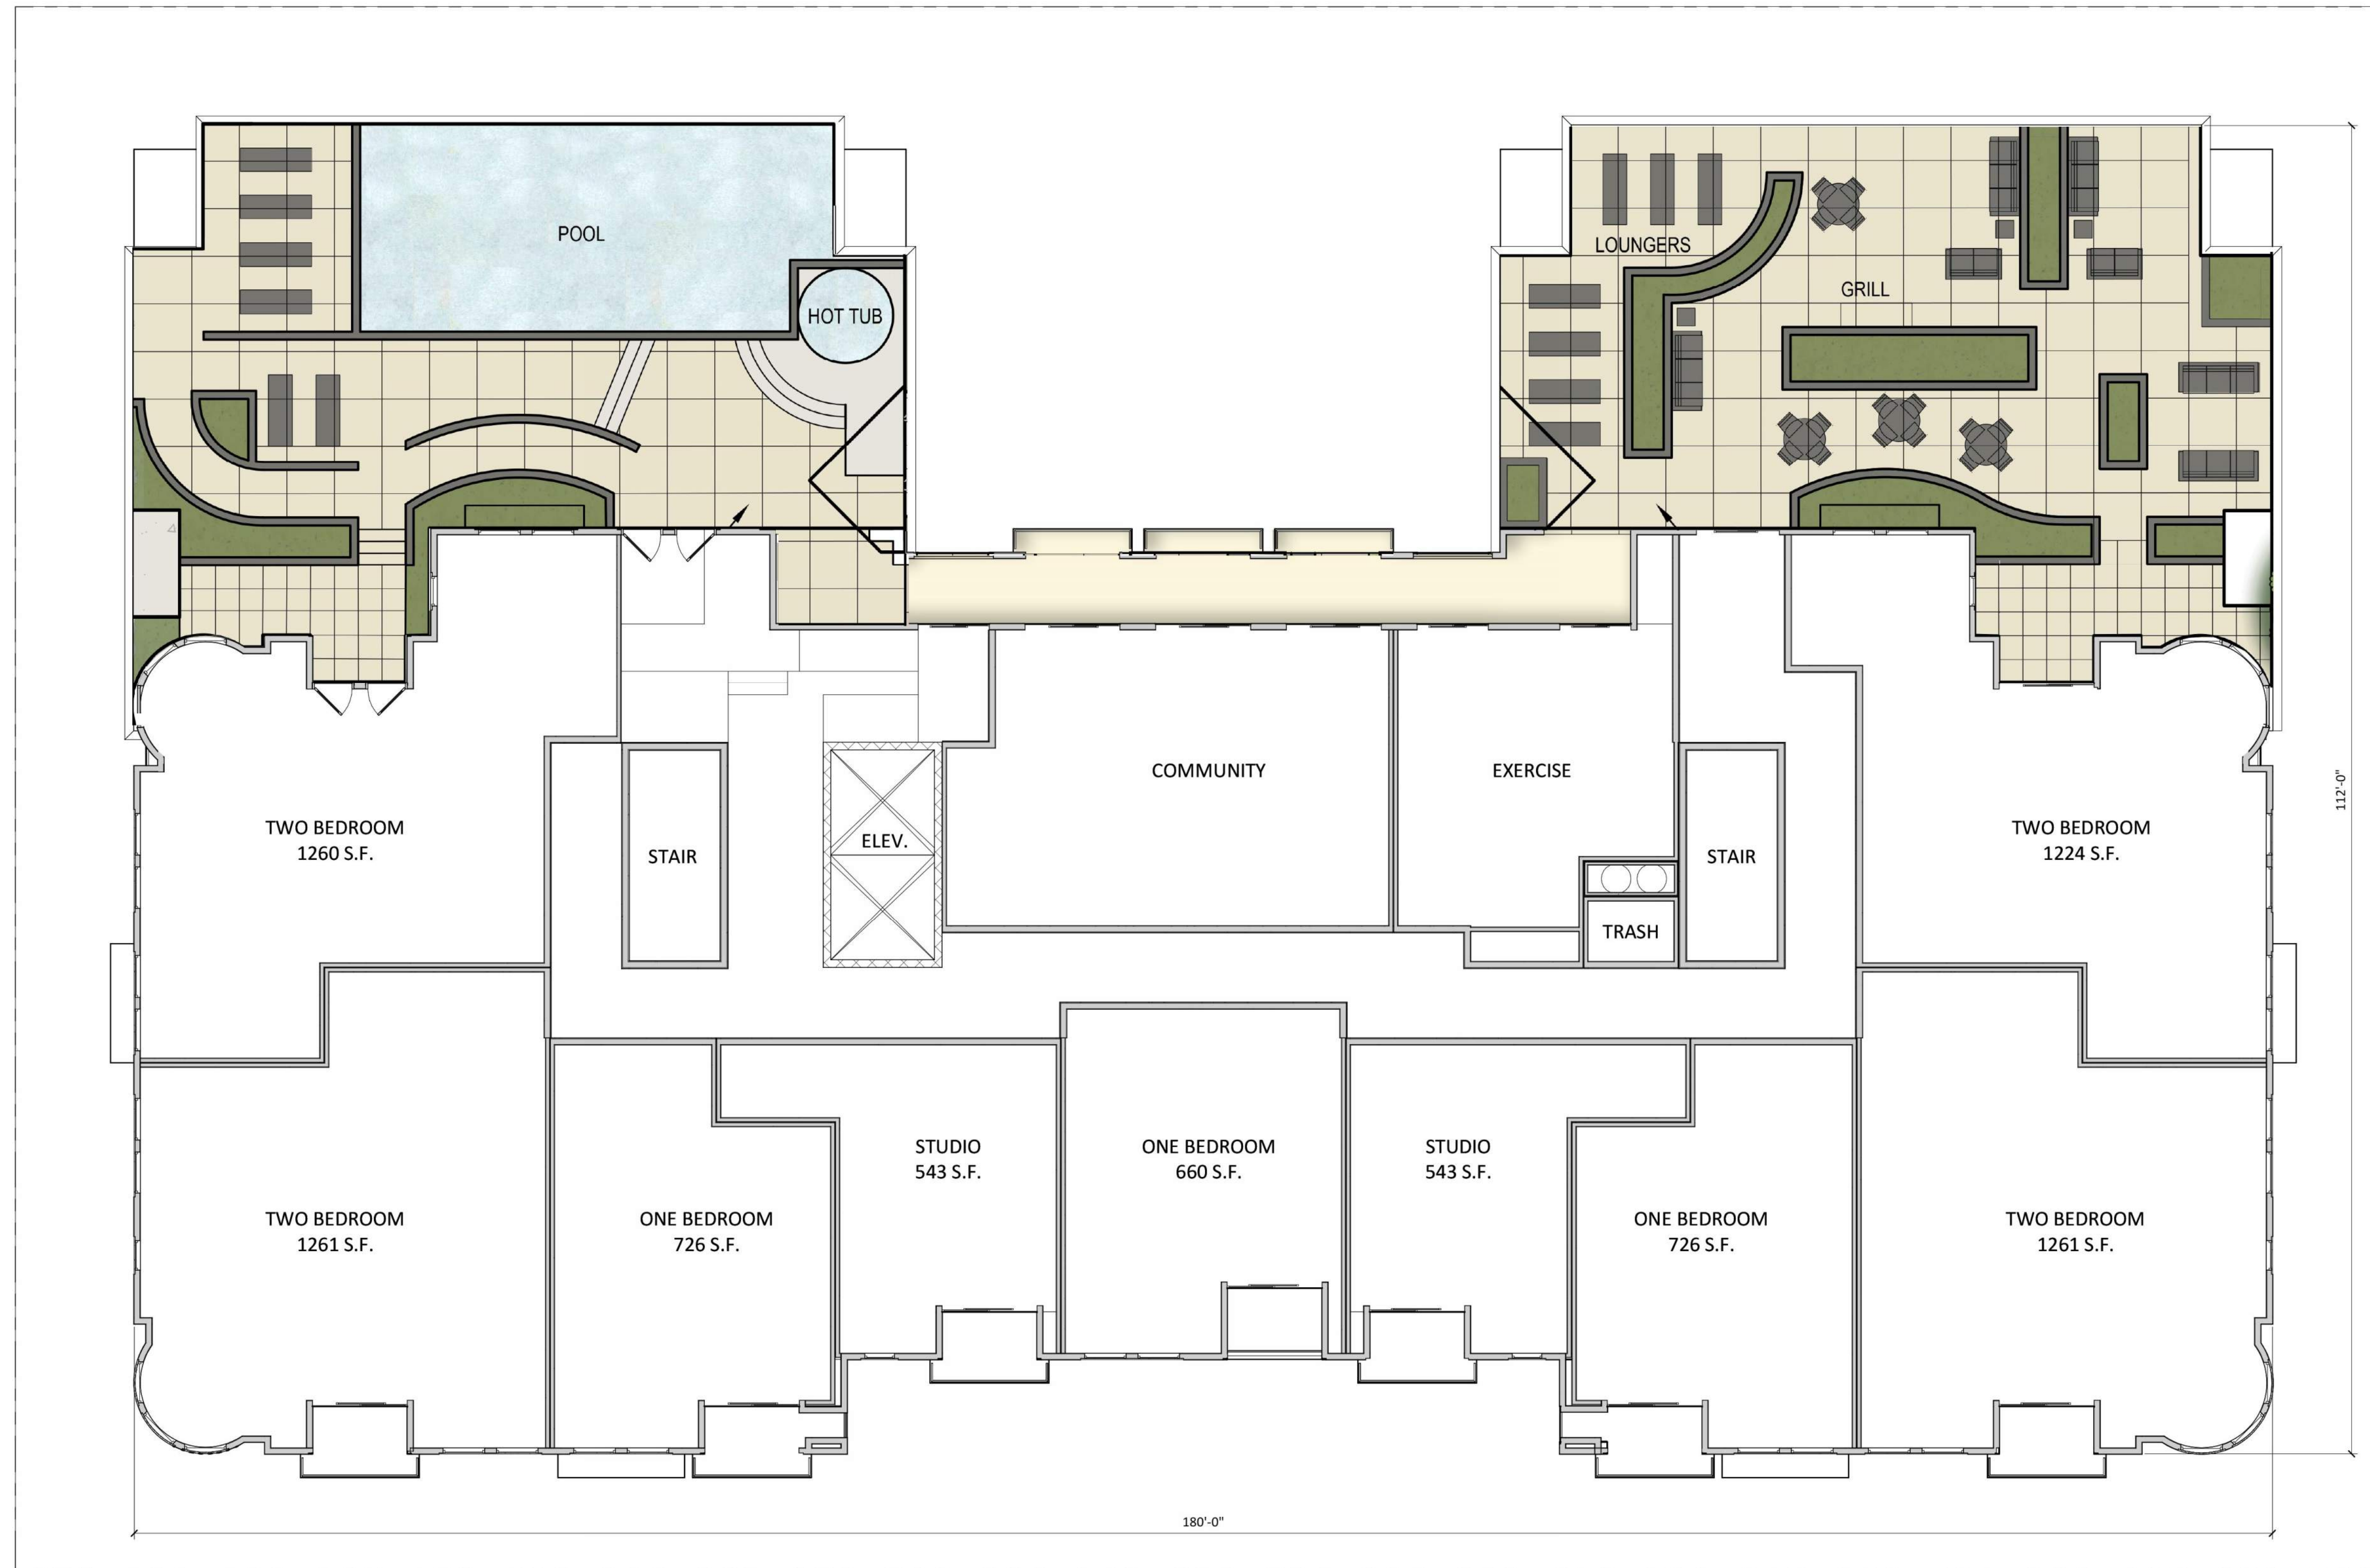 POOL
HOT TUB
LOUNGERS
GRILL
COMMUNITY
EXERCISE
TWO BEDROOM
1260 S.F.
STAIR
ELEV.
TRASH
STAIR
TWO BEDROOM
1224 S.F.
112'-0"
STUDIO
543 S.F.
ONE BEDROOM
660 S.F.
STUDIO
543 S.F.
TWO BEDROOM
1261 S.F.
ONE BEDROOM
726 S.F.
ONE BEDROOM
726 S.F.
TWO BEDROOM
1261 S.F.
180'-0"